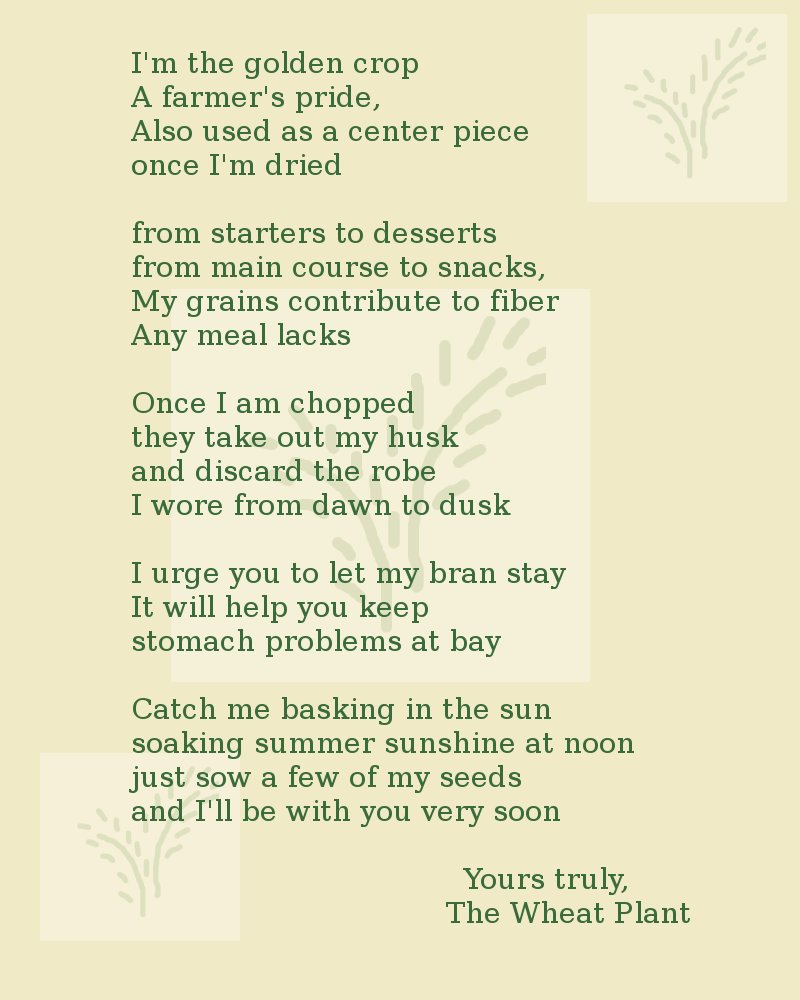 I'm the golden crop
A farmer's pride,
Also used as a center piece
once I'm dried
from starters to desserts
from main course to snacks,
My grains contribute to fiber
Any meal lacks
Once I am chopped
they take out my husk
and discard the robe
I wore from dawn to dusk
I urge you to let my bran stay
It will help you keep
stomach problems at bay
Catch me basking in the sun
soaking summer sunshine at noon
just sow a few of my seeds
and I'll be with you very soon
Yours truly,
The Wheat Plant